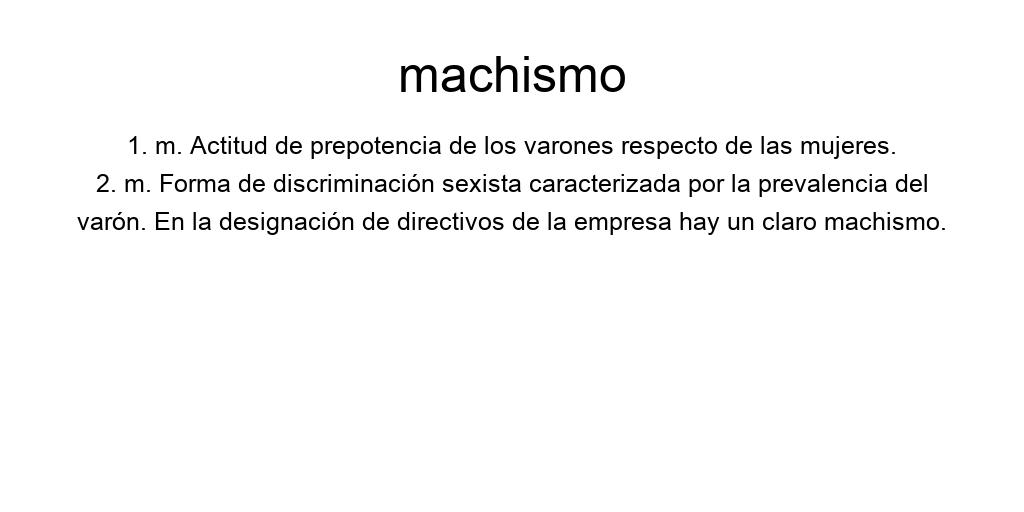 machismo
1. m. Actitud de prepotencia de los varones respecto de las mujeres.
2. m. Forma de discriminación sexista caracterizada por la prevalencia del
varón. En la designación de directivos de la empresa hay un claro machismo.